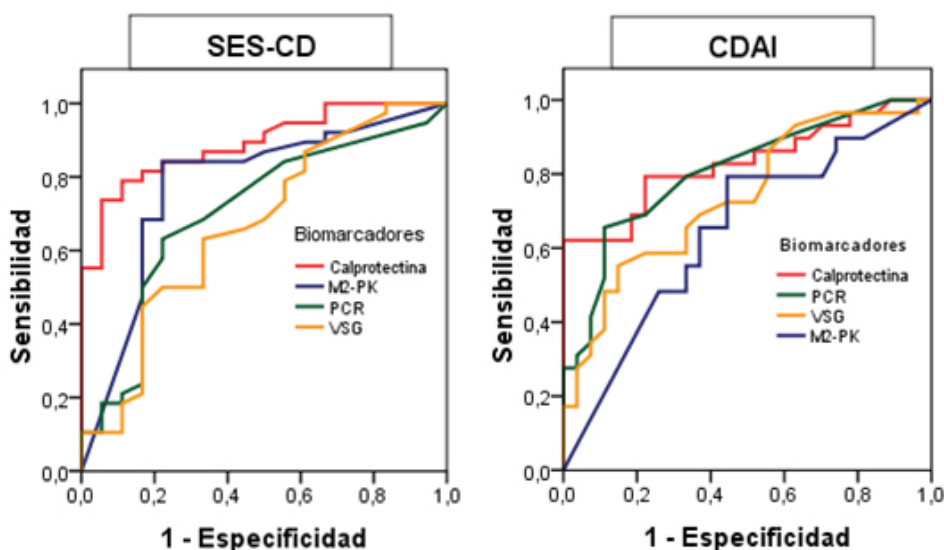 SES-CD
Sensibilidad
1,0
0,8
0,6
0,4
0,2
0,0
Biomarcadores
Calprotectina
M2-PK
PCR
VSG
0,0 0,2 0,4 0,6 0,8 1,0
1 - Especificidad
CDAI
Sensibilidad
1,0
0,8
0,6
0,4
0,2
0,0
Biomarcadores
Calprotectina
PCR
VSG
M2-PK
0,0 0,2 0,4 0,6 0,8 1,0
1 - Especificidad